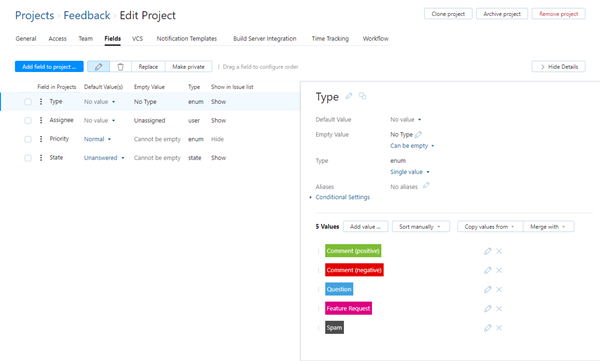 Projects › Feedback › Edit Project
Clone project
Archive project
Remove project
General Access Team Fields VCS Notification Templates Build Server Integration Time Tracking Workflow
Add field to project ...
Replace
Make private
Drag a field to configure order
> Hide Details
Field in Projects Default Value(s) Empty Value Type Show in Issue list
Type No value No Type enum Show
Assignee No value Unassigned user Show
Priority Normal Cannot be empty enum Hide
State Unanswered Cannot be empty state Show
Type
Default Value No value
Empty Value No Type
Can be empty
Type enum
Single value
Aliases No aliases
Conditional Settings
5 Values Add value ... Sort manually Copy values from Merge with
Comment (positive)
Comment (negative)
Question
Feature Request
Spam